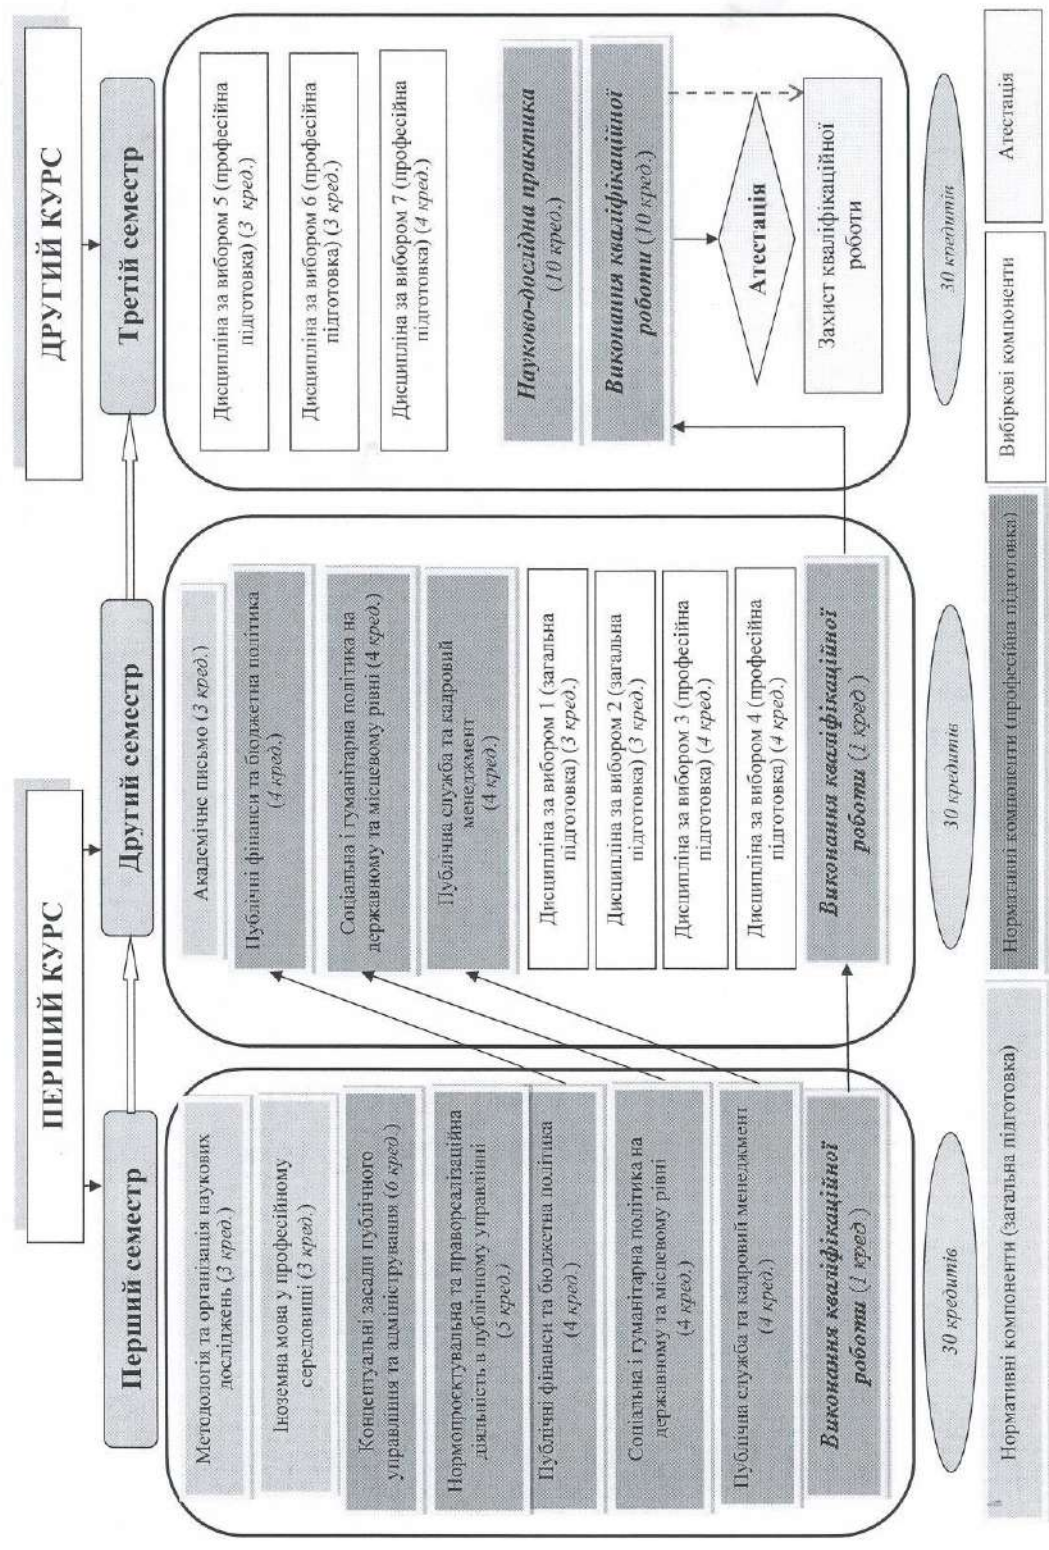 ПЕРШИЙ КУРС
ДРУГИЙ КУРС
Перший семестр
Другий семестр
Третій семестр
Методологія та організація наукових
досліджень (3 кред.)
Іноземна мова у професійному
середовищі (3 кред.)
Концептуальні засади публічного
управління та адміністрування (6 кред.)
Нормопроєктувальна та правореалізаційна
діяльність в публічному управлінні
(5 кред.)
Публічні фінанси та бюджетна політика
(4 кред.)
Соціальна і гуманітарна політика на
державному та місцевому рівні
(4 кред.)
Публічна служба та кадровий менеджмент
(4 кред.)
Виконання кваліфікаційної
роботи (1 кред.)
30 кредитів
Академічне письмо (3 кред.)
Публічні фінанси та бюджетна політика
(4 кред.)
Соціальна і гуманітарна політика на
державному та місцевому рівні (4 кред.)
Публічна служба та кадровий
менеджмент
(4 кред.)
Дисципліна за вибором 1 (загальна
підготовка) (3 кред.)
Дисципліна за вибором 2 (загальна
підготовка) (3 кред.)
Дисципліна за вибором 3 (професійна
підготовка) (4 кред.)
Дисципліна за вибором 4 (професійна
підготовка) (4 кред.)
Виконання кваліфікаційної
роботи (1 кред.)
30 кредитів
Дисципліна за вибором 5 (професійна
підготовка) (3 кред.)
Дисципліна за вибором 6 (професійна
підготовка) (3 кред.)
Дисципліна за вибором 7 (професійна
підготовка) (4 кред.)
Науково-дослідна практика
(10 кред.)
Виконання кваліфікаційної
роботи (10 кред.)
Атестація
Захист кваліфікаційної
роботи
30 кредитів
Нормативні компоненти (загальна підготовка)
Нормативні компоненти (професійна підготовка)
Вибіркові компоненти
Атестація